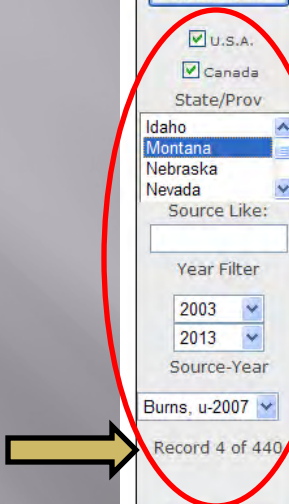 U.S.A.
Canada
State/Prov
Idaho
Montana
Nebraska
Nevada
Source Like:
Year Filter
2003
2013
Source-Year
Burns, u-2007
Record 4 of 440